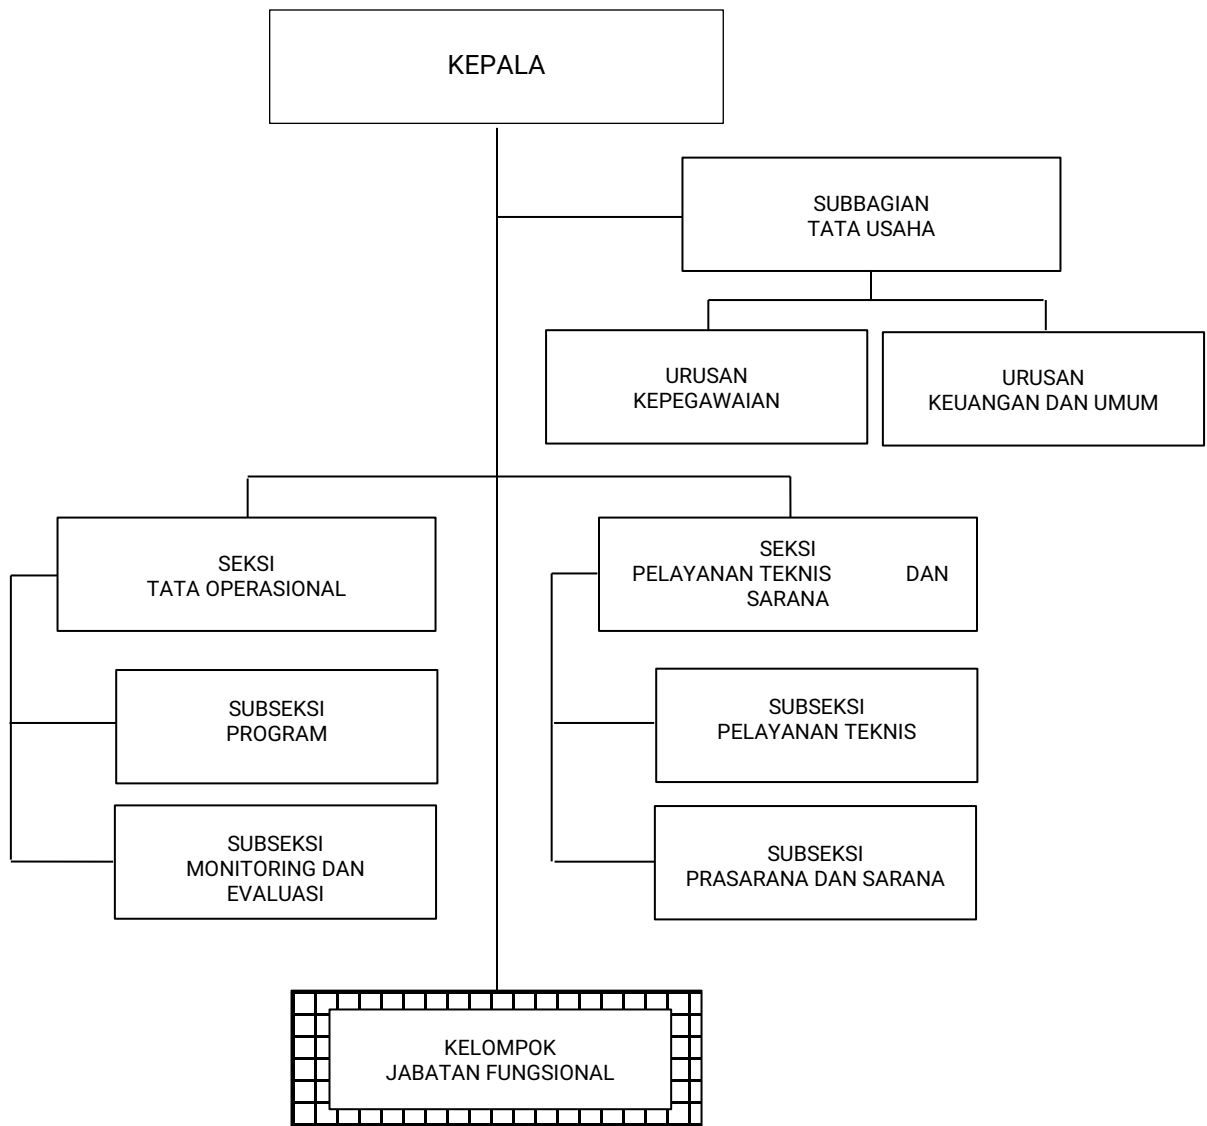 KEPALA
SUBBAGIAN
TATA USAHA
URUSAN
KEPEGAWAIAN
URUSAN
KEUANGAN DAN UMUM
SEKSI
TATA OPERASIONAL
SEKSI
PELAYANAN TEKNIS DAN
SARANA
SUBSEKSI
PROGRAM
SUBSEKSI
PELAYANAN TEKNIS
SUBSEKSI
MONITORING DAN
EVALUASI
SUBSEKSI
PRASARANA DAN SARANA
KELOMPOK
JABATAN FUNGSIONAL